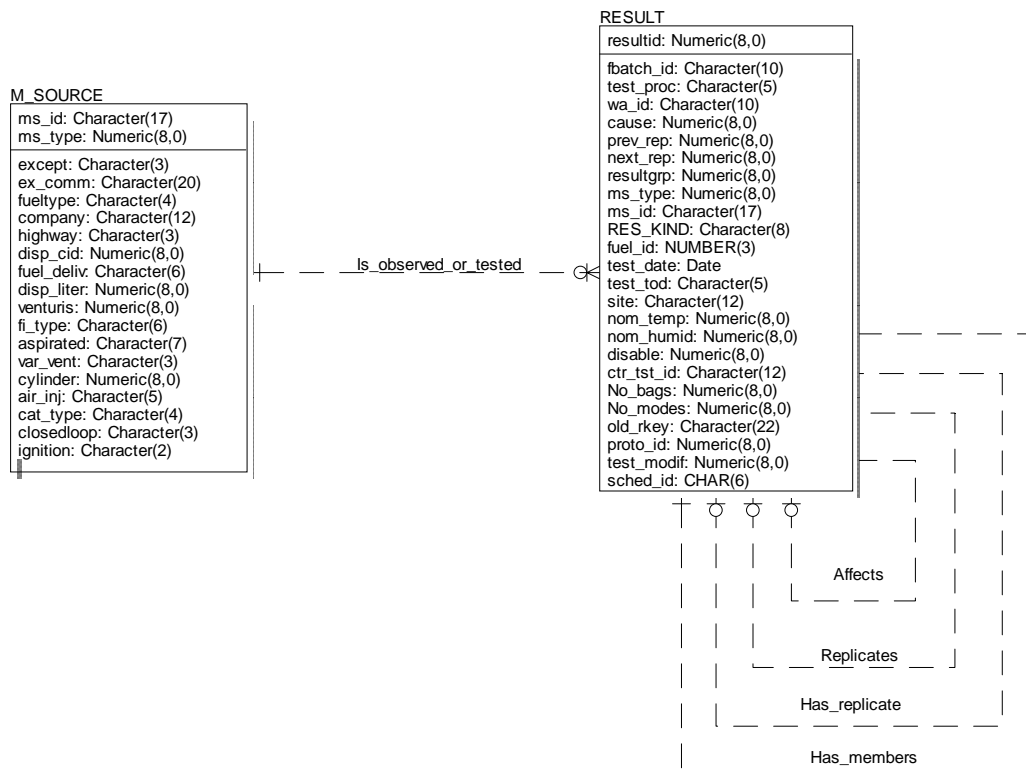 RESULT
resultid: Numeric(8,0)
fbatch_id: Character(10)
test_proc: Character(5)
wa_id: Character(10)
cause: Numeric(8,0)
prev_rep: Numeric(8,0)
next_rep: Numeric(8,0)
resultgrp: Numeric(8,0)
ms_type: Numeric(8,0)
ms_id: Character(17)
RES_KIND: Character(8)
fuel_id: NUMBER(3)
test_date: Date
test_tod: Character(5)
site: Character(12)
nom_temp: Numeric(8,0)
nom_humid: Numeric(8,0)
disable: Numeric(8,0)
ctr_tst_id: Character(12)
No_bags: Numeric(8,0)
No_modes: Numeric(8,0)
old_rkey: Character(22)
proto_id: Numeric(8,0)
test_modif: Numeric(8,0)
sched_id: CHAR(6)
M_SOURCE
ms_id: Character(17)
ms_type: Numeric(8,0)
except: Character(3)
ex_comm: Character(20)
fueltype: Character(4)
company: Character(12)
highway: Character(3)
disp_cid: Numeric(8,0)
fuel_deliv: Character(6)
disp_liter: Numeric(8,0)
venturis: Numeric(8,0)
fi_type: Character(6)
aspirated: Character(7)
var_vent: Character(3)
cylinder: Numeric(8,0)
air_inj: Character(5)
cat_type: Character(4)
closedloop: Character(3)
ignition: Character(2)
Is_observed_or_tested
Affects
Replicates
Has_replicate
Has_members